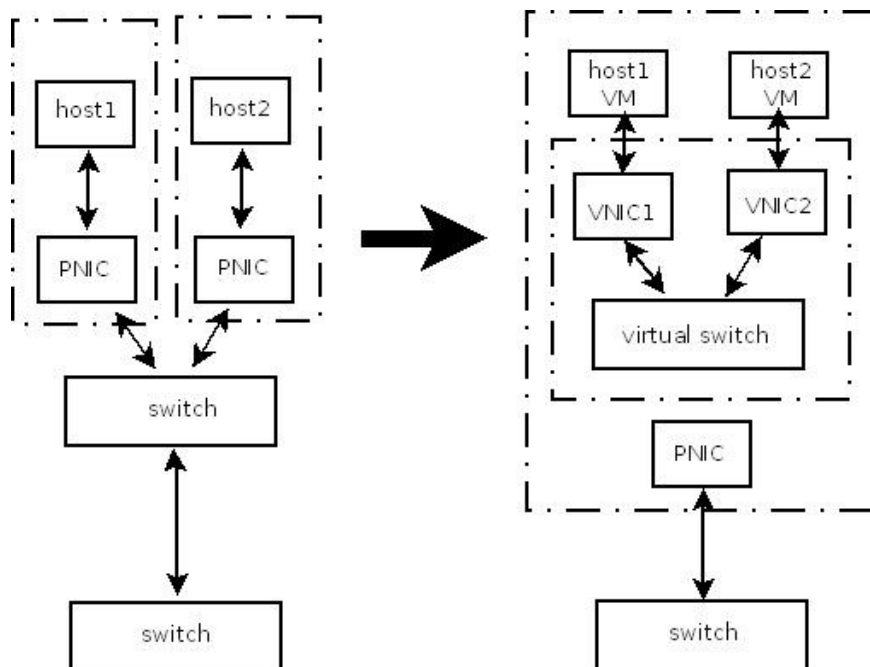 host1
host2
PNIC
PNIC
switch
switch
host1
VM
host2
VM
VNIC1
VNIC2
virtual switch
PNIC
switch